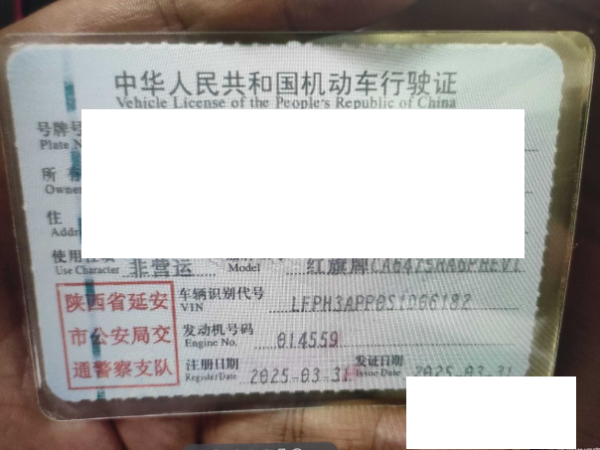 中华人民共和国机动车行驶证
Vehicle License of the People's Republic of China
号牌号
Plate N
所 有
Owner
住
Addr
使用性质 非营运
Use Character Model 红旗牌CA6475HA6PHEV1
陕西省延安
市公安局交
通警察支队
车辆识别代号
VIN
发动机号码 014559
Engine No.
注册日期 发证日期
Register Date 2025-03-31 Issue Date 2025-03-31